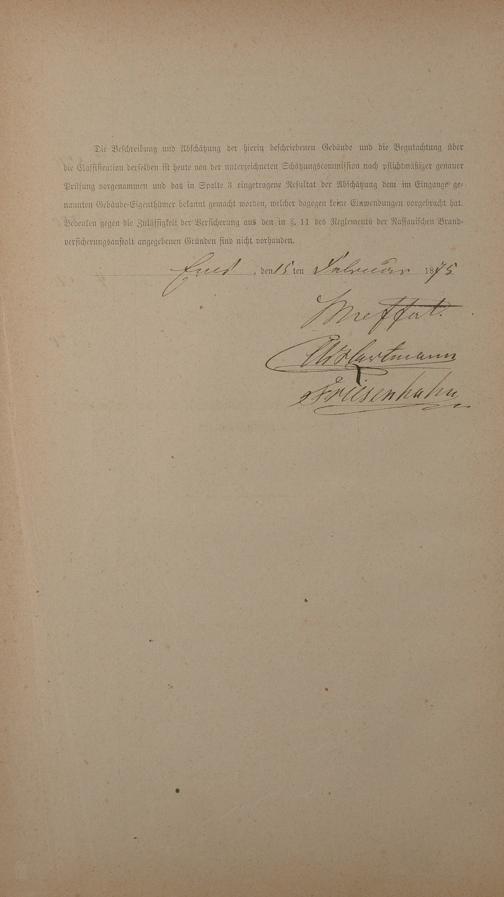 Die Beschreibung und Abschätzung der hierin beschriebenen Gebäude und die Begutachtung über
die Classification derselben ist heute von der unterzeichneten Schätzungscommission nach pflichtmäßiger genauer
Prüfung vorgenommen und das in Spalte 3 eingetragene Resultat der Abschätzung dem im Eingange ge-
nannten Gebäude-Eigenthümer bekannt gemacht worden, welcher dagegen keine Einwendungen vorgebracht hat.
Bedenken gegen die Zulässigkeit der Versicherung aus den in §. 11 des Reglements der Nassauischen Brand-
versicherungsanstalt angegebenen Gründen sind nicht vorhanden.
Ems, den 15 ten Februar 1875
Hartmann
Friesenhahn